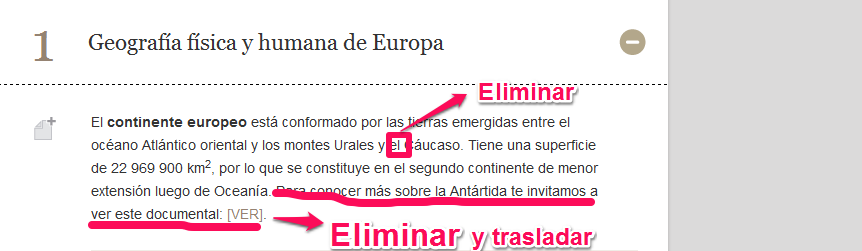 1 Geografía física y humana de Europa
Eliminar
El continente europeo está conformado por las tierras emergidas entre el
océano Atlántico oriental y los montes Urales y el Cáucaso. Tiene una superficie
de 22 969 900 km², por lo que se constituye en el segundo continente de menor
extensión luego de Oceanía. Para conocer más sobre la Antártida te invitamos a
ver este documental: [VER].
Eliminar y trasladar